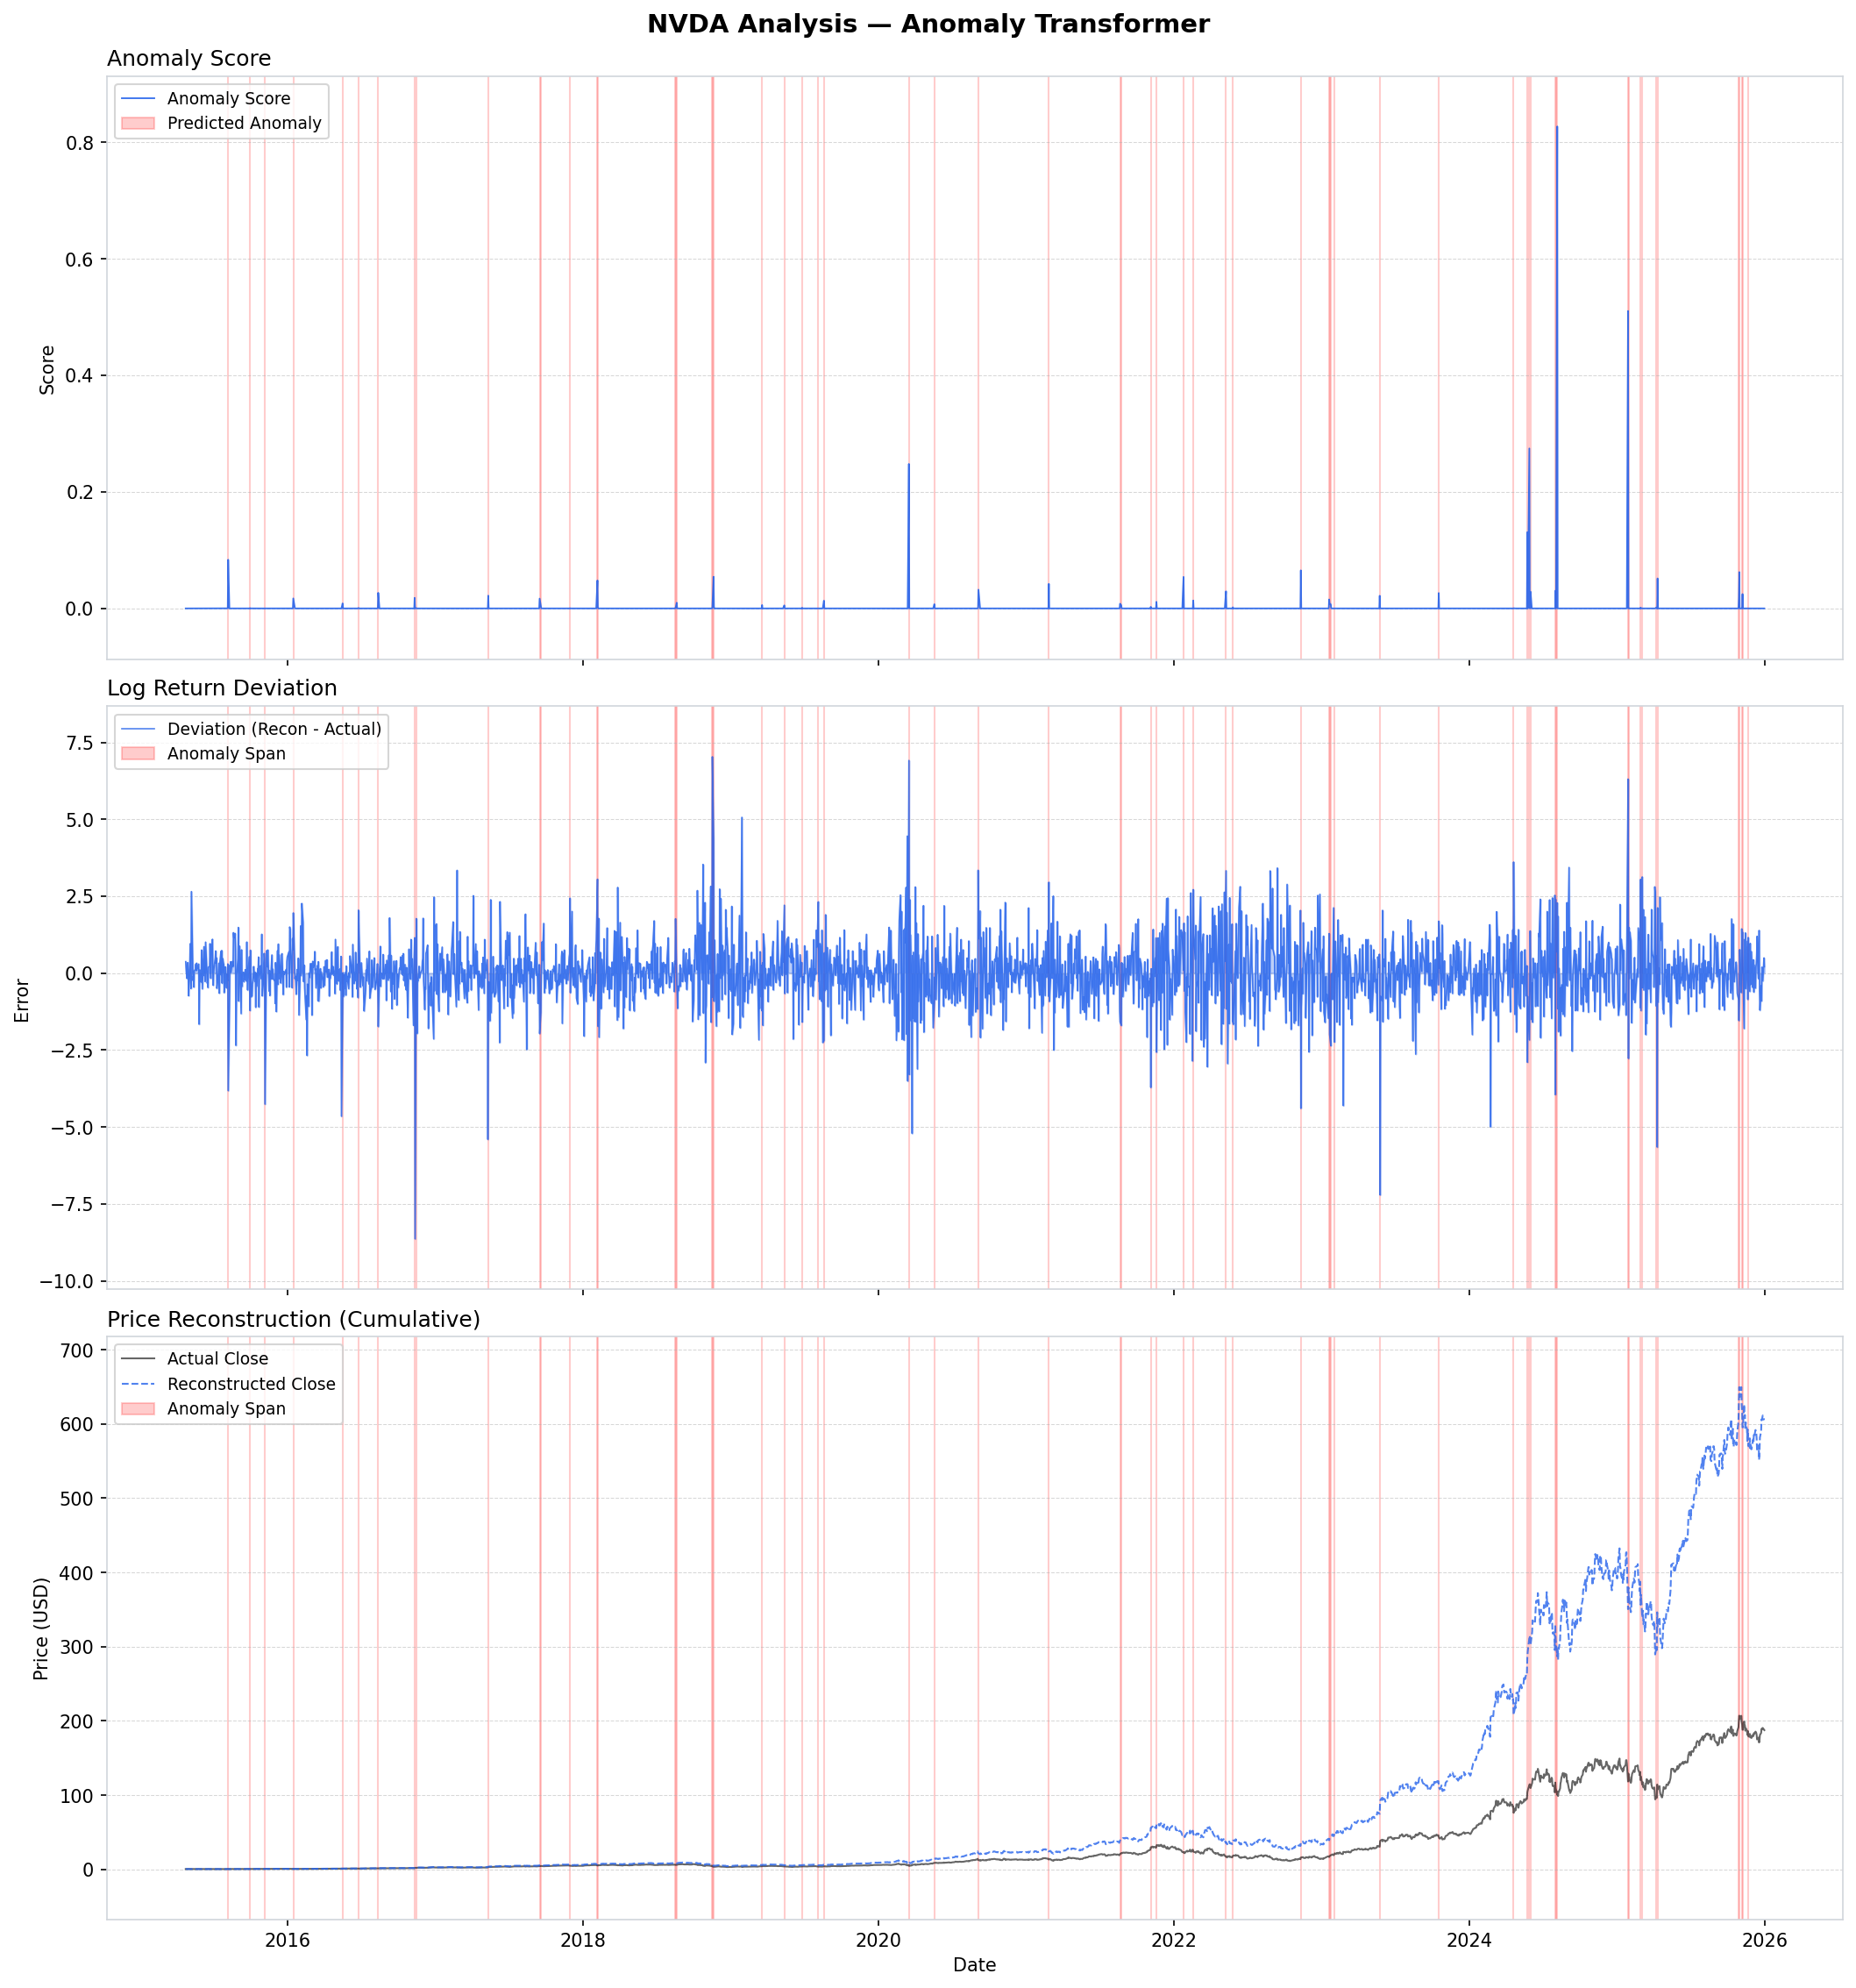 NVDA Analysis — Anomaly Transformer
Anomaly Score
Anomaly Score
Predicted Anomaly
0.8
0.6
0.4
0.2
0.0
Score
Log Return Deviation
Deviation (Recon - Actual)
Anomaly Span
7.5
5.0
2.5
0.0
−2.5
−5.0
−7.5
−10.0
Error
Price Reconstruction (Cumulative)
Actual Close
Reconstructed Close
Anomaly Span
700
600
500
400
300
200
100
0
Price (USD)
2016 2018 2020 2022 2024 2026
Date